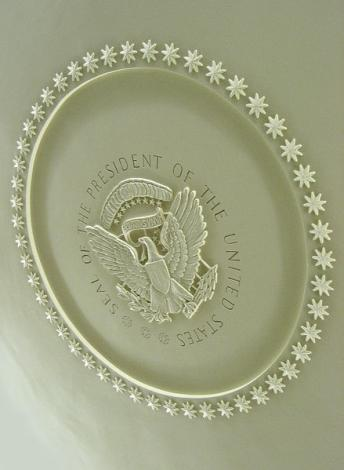 SEAL OF THE PRESIDENT OF THE UNITED STATES